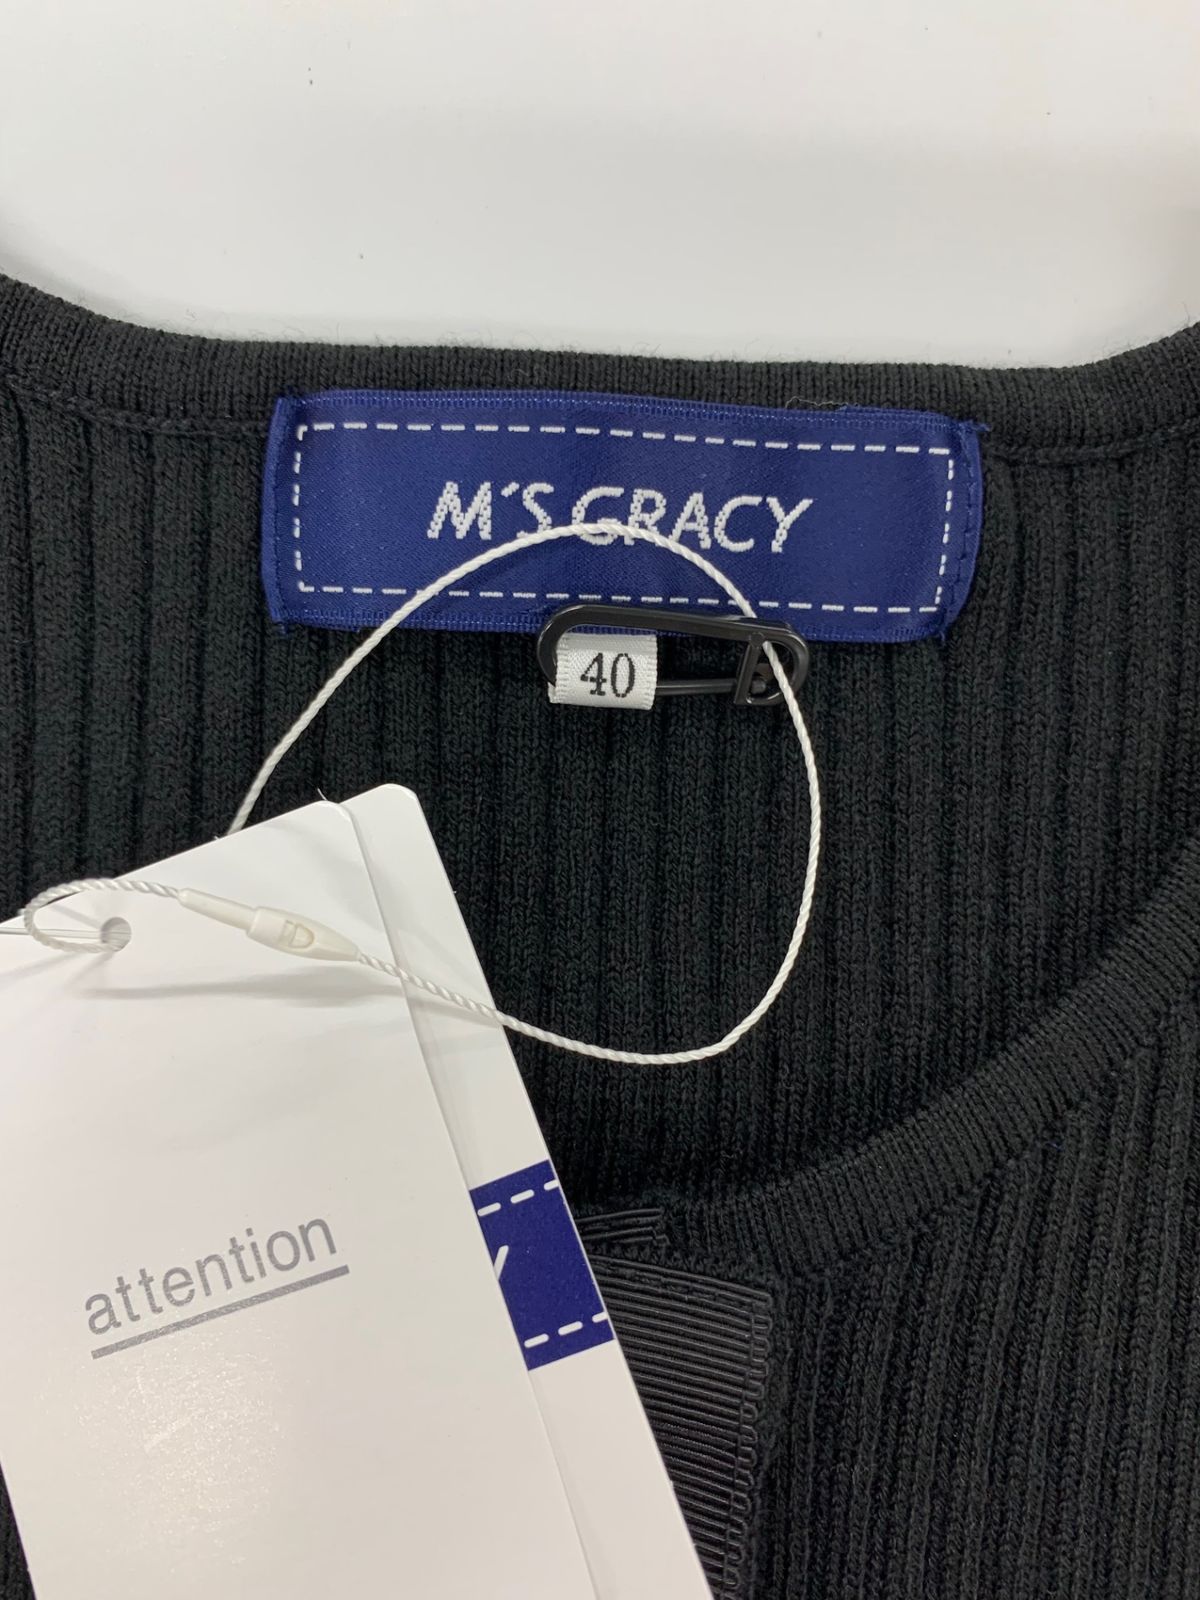 M'S GRACY
40
attention
Y